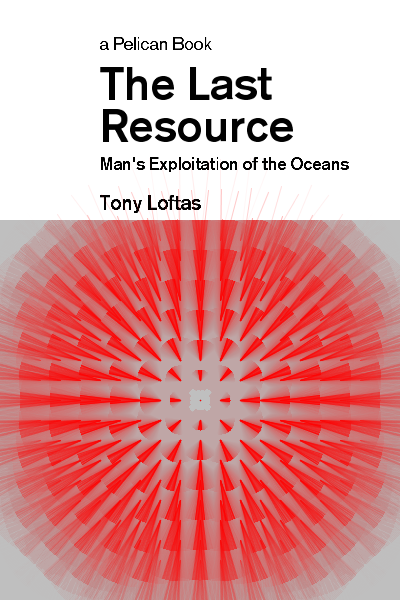 a Pelican Book
The Last
Resource
Man's Exploitation of the Oceans
Tony Loftas